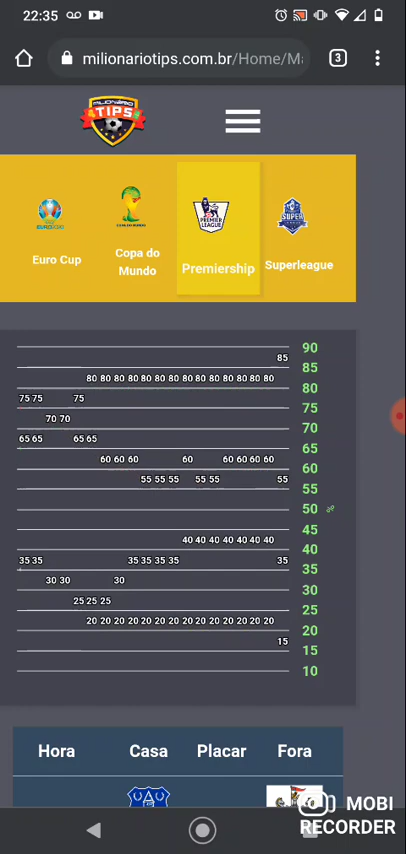 22:35
milionariotips.com.br/Home/Ma
3
MILIONARIO
TIPS
Euro Cup
Copa do
Mundo
PREMIER
LEAGUE
Premiership
SUPER
Superleague
90
85
85
80 80 80 80 80 80 80 80 80 80 80 80 80 80
80
75 75 75
75
70 70
70
65 65 65 65
65
60 60 60 60 60 60 60 60
60
55 55 55 55 55 55
55
50
45
40 40 40 40 40 40 40
40
35 35 35 35 35 35 35
35
30 30 30
30
25 25 25
25
20 20 20 20 20 20 20 20 20 20 20 20 20 20
20
15
15
10
Hora Casa Placar Fora
MOBI
RECORDER